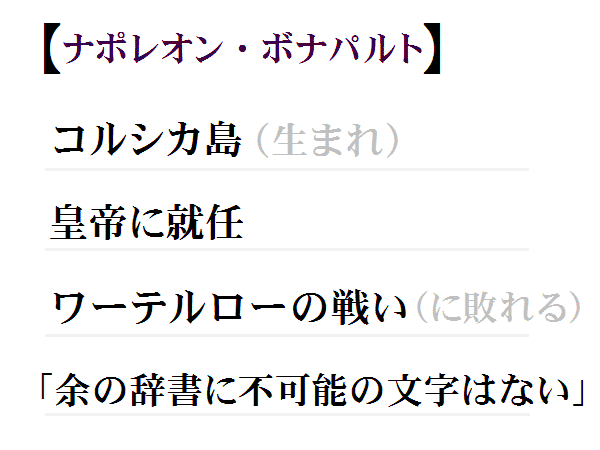 【ナポレオン・ボナパルト】
コルシカ島（生まれ）
皇帝に就任
ワーテルローの戦い（に敗れる）
「余の辞書に不可能の文字はない」